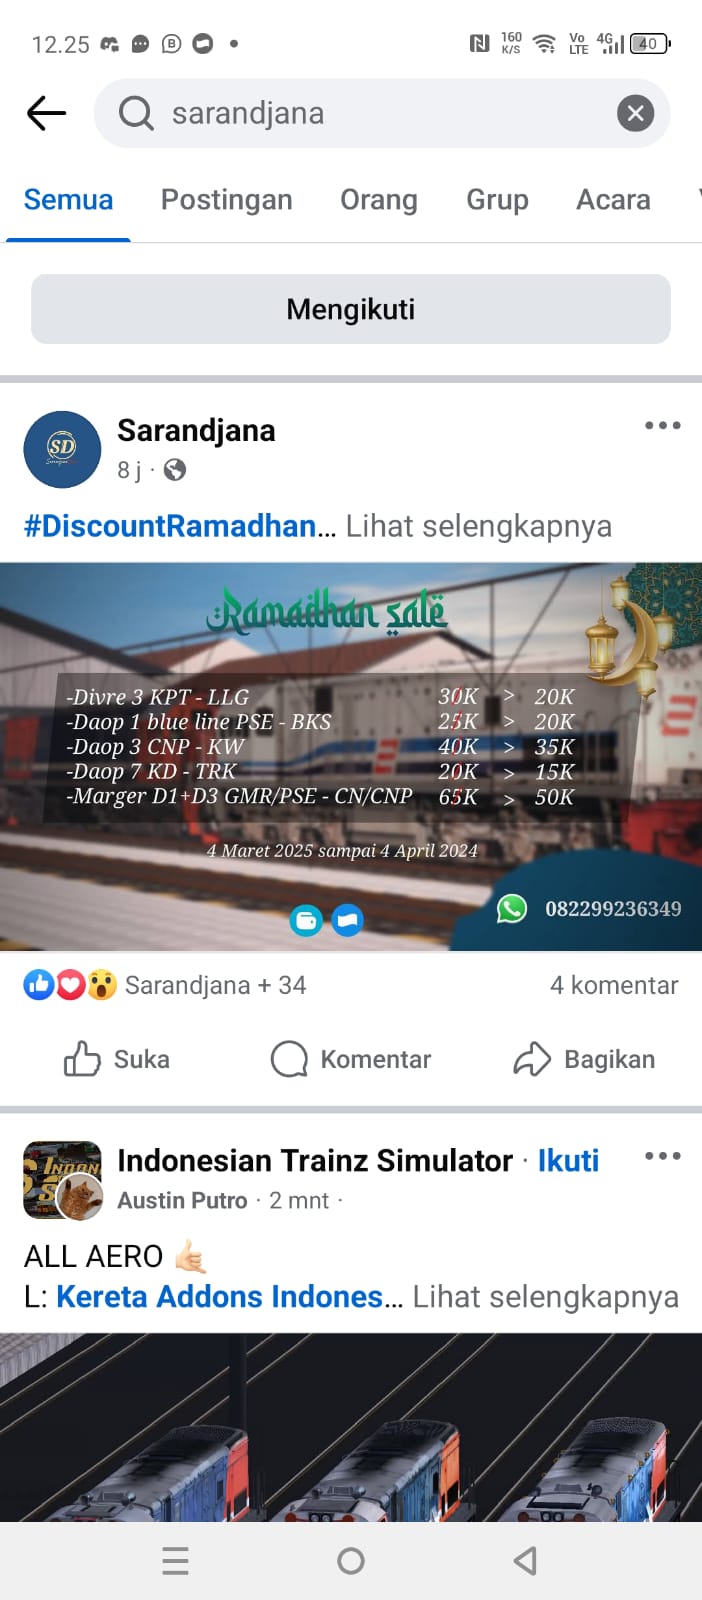 12.25
160 K/S
Vo LTE 4G 40
sarandjana
Semua Postingan Orang Grup Acara
Mengikuti
SD
Sarandjana
8 j ·
#DiscountRamadhan... Lihat selengkapnya
Ramadhan sale
-Divre 3 KPT - LLG 30K > 20K
-Daop 1 blue line PSE - BKS 25K > 20K
-Daop 3 CNP - KW 40K > 35K
-Daop 7 KD - TRK 20K > 15K
-Marger D1+D3 GMR/PSE - CN/CNP 65K > 50K
4 Maret 2025 sampai 4 April 2024
082299236349
Sarandjana + 34 4 komentar
Suka Komentar Bagikan
Indonesian Trainz Simulator · Ikuti
Austin Putro · 2 mnt ·
ALL AERO 🤙🏻
L: Kereta Addons Indones... Lihat selengkapnya